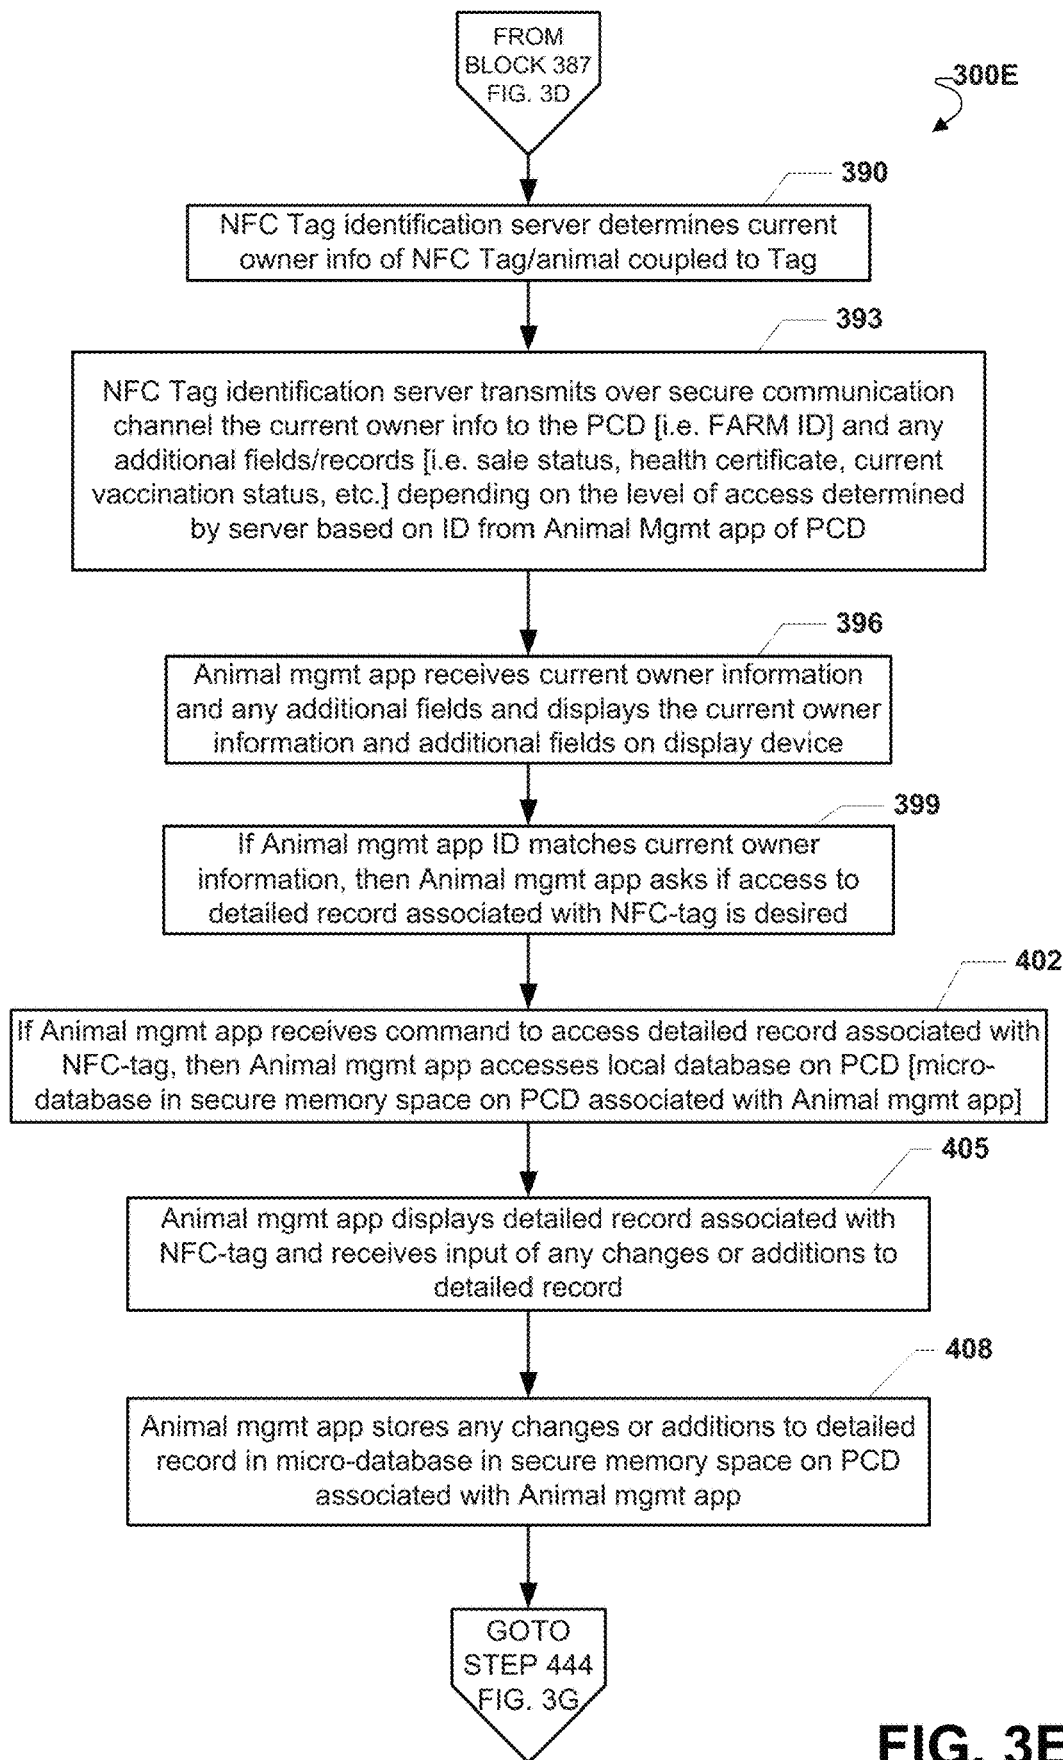 FROM
BLOCK 387
FIG. 3D
300E
390
NFC Tag identification server determines current
owner info of NFC Tag/animal coupled to Tag
393
NFC Tag identification server transmits over secure communication
channel the current owner info to the PCD [i.e. FARM ID] and any
additional fields/records [i.e. sale status, health certificate, current
vaccination status, etc.] depending on the level of access determined
by server based on ID from Animal Mgmt app of PCD
396
Animal mgmt app receives current owner information
and any additional fields and displays the current owner
information and additional fields on display device
399
If Animal mgmt app ID matches current owner
information, then Animal mgmt app asks if access to
detailed record associated with NFC-tag is desired
402
If Animal mgmt app receives command to access detailed record associated with
NFC-tag, then Animal mgmt app accesses local database on PCD [micro-
database in secure memory space on PCD associated with Animal mgmt app]
405
Animal mgmt app displays detailed record associated with
NFC-tag and receives input of any changes or additions to
detailed record
408
Animal mgmt app stores any changes or additions to detailed
record in micro-database in secure memory space on PCD
associated with Animal mgmt app
GOTO
STEP 444
FIG. 3G
FIG. 3E